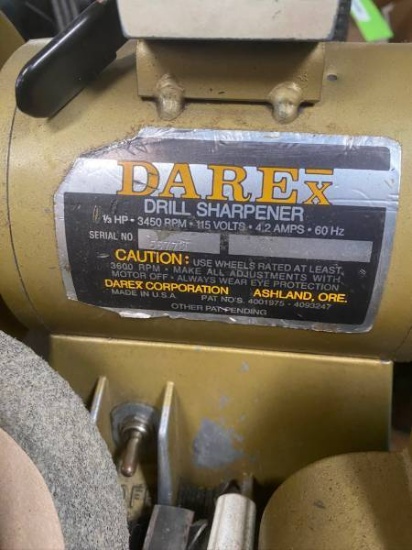 DAREX
DRILL SHARPENER
⅓ HP • 3450 RPM • 115 VOLTS • 4.2 AMPS • 60 Hz
SERIAL NO.
CAUTION: USE WHEELS RATED AT LEAST
3600 RPM • MAKE ALL ADJUSTMENTS WITH
MOTOR OFF • ALWAYS WEAR EYE PROTECTION
DAREX CORPORATION ASHLAND, ORE.
MADE IN U.S.A. PAT NO'S. 4001975 - 4093247
OTHER PAT. PENDING